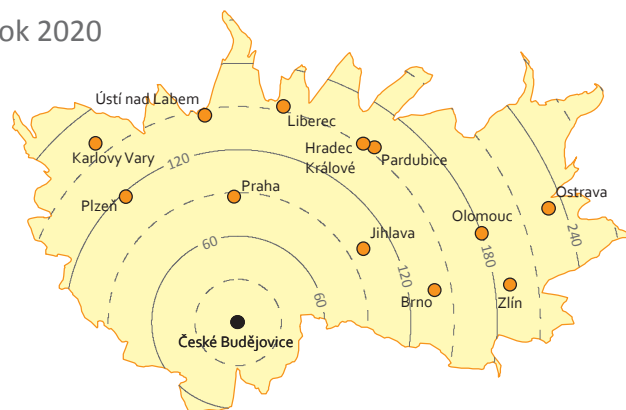 ok 2020
Ústí nad Labem
Liberec
Karlovy Vary
Hradec
Králové
Pardubice
120
Plzeň
Praha
Ostrava
Olomouc
Jihlava
60
240
180
120
60
Brno
Zlín
České Budějovice